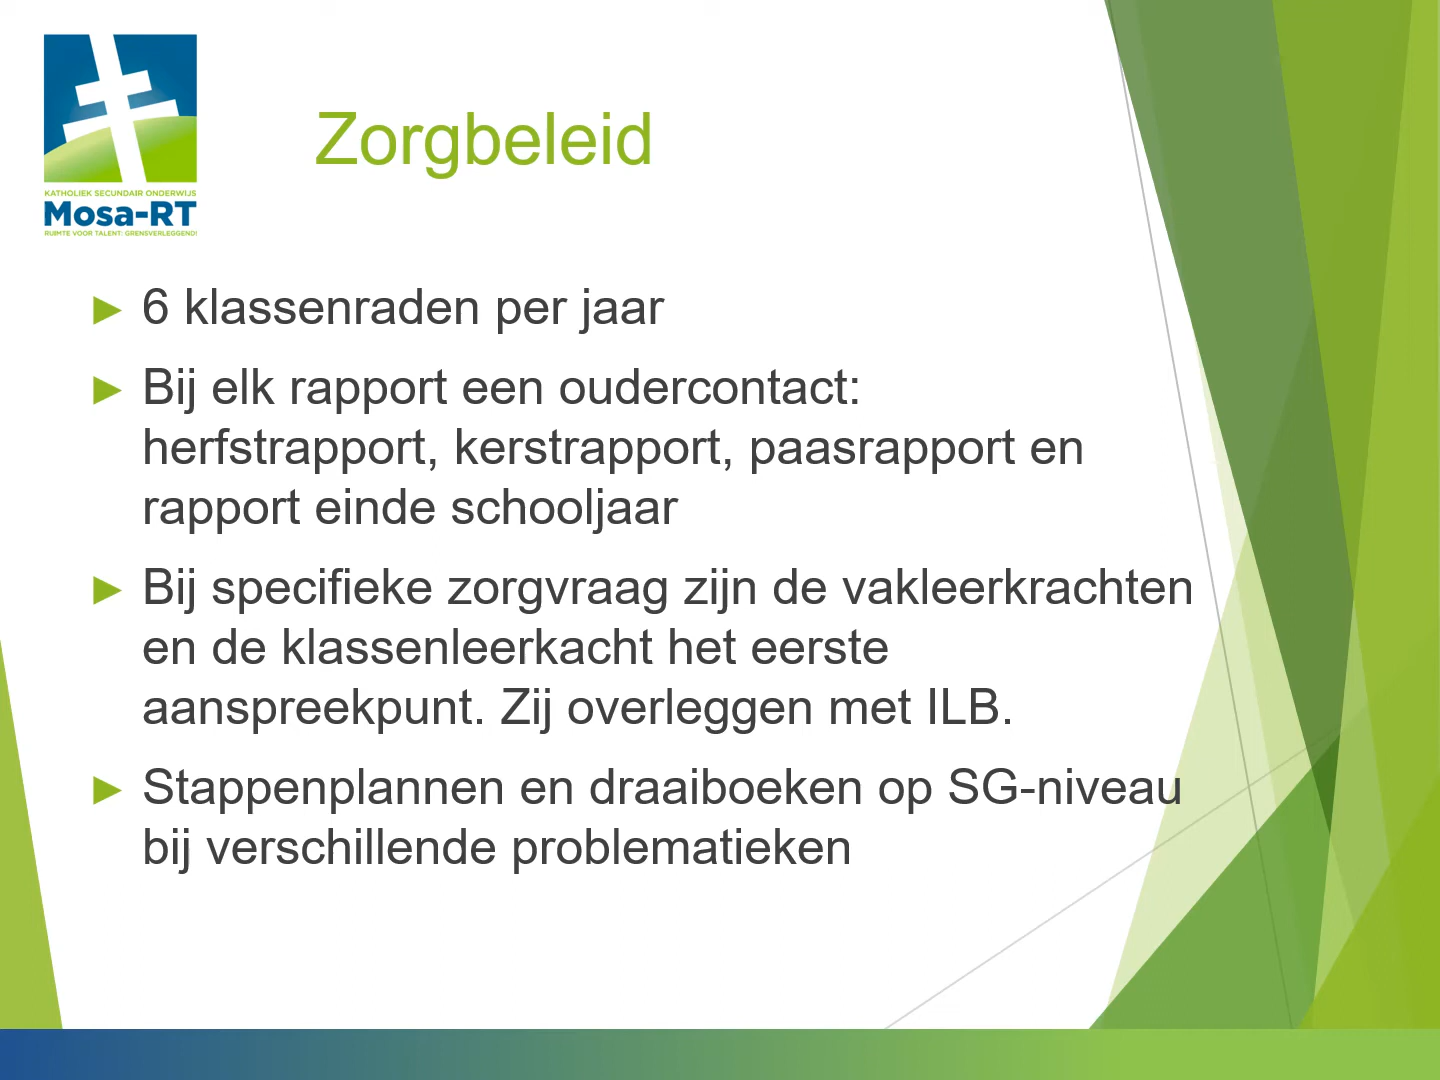 KATHOLIEK SECUNDAIR ONDERWIJS
Mosa-RT
RUIMTE VOOR TALENT: GRENSVERLEGGEND!
Zorgbeleid
6 klassenraden per jaar
Bij elk rapport een oudercontact:
herfstrapport, kerstrapport, paasrapport en
rapport einde schooljaar
Bij specifieke zorgvraag zijn de vakleerkrachten
en de klassenleerkacht het eerste
aanspreekpunt. Zij overleggen met ILB.
Stappenplannen en draaiboeken op SG-niveau
bij verschillende problematieken